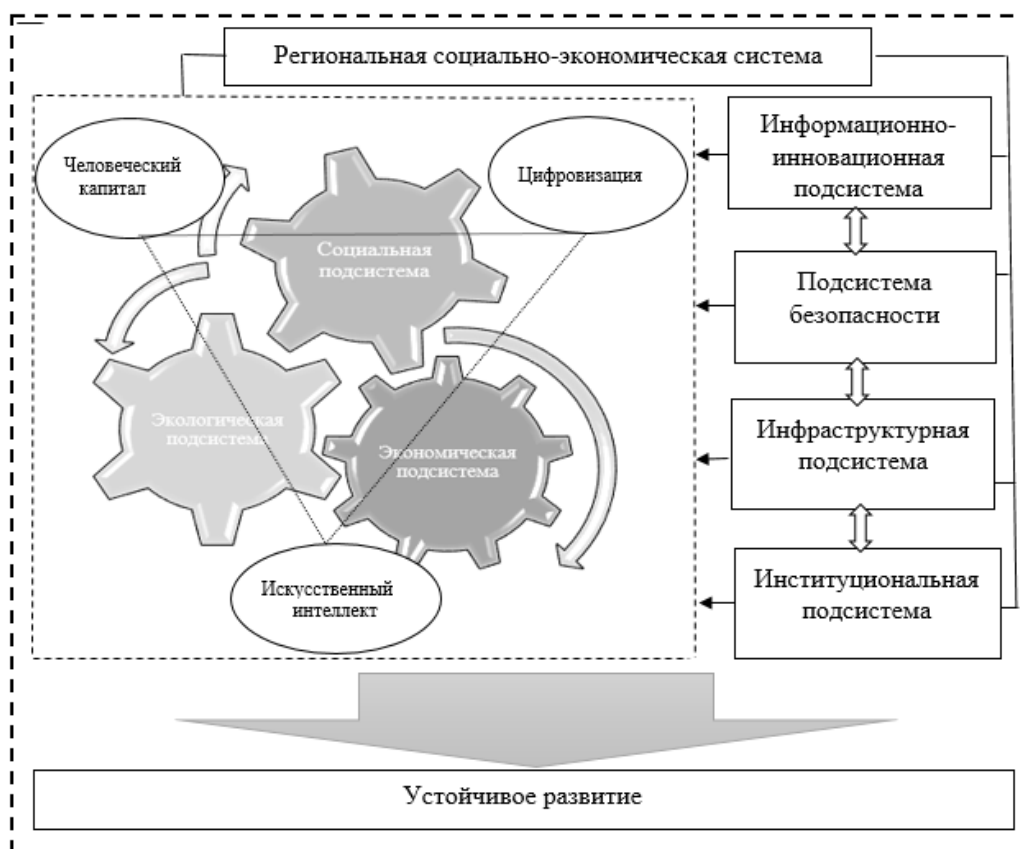 Региональная социально-экономическая система
Человеческий
капитал
Цифровизация
Социальная
подсистема
Экологическая
подсистема
Экономическая
подсистема
Искусственный
интеллект
Информационно-
инновационная
подсистема
Подсистема
безопасности
Инфраструктурная
подсистема
Институциональная
подсистема
Устойчивое развитие